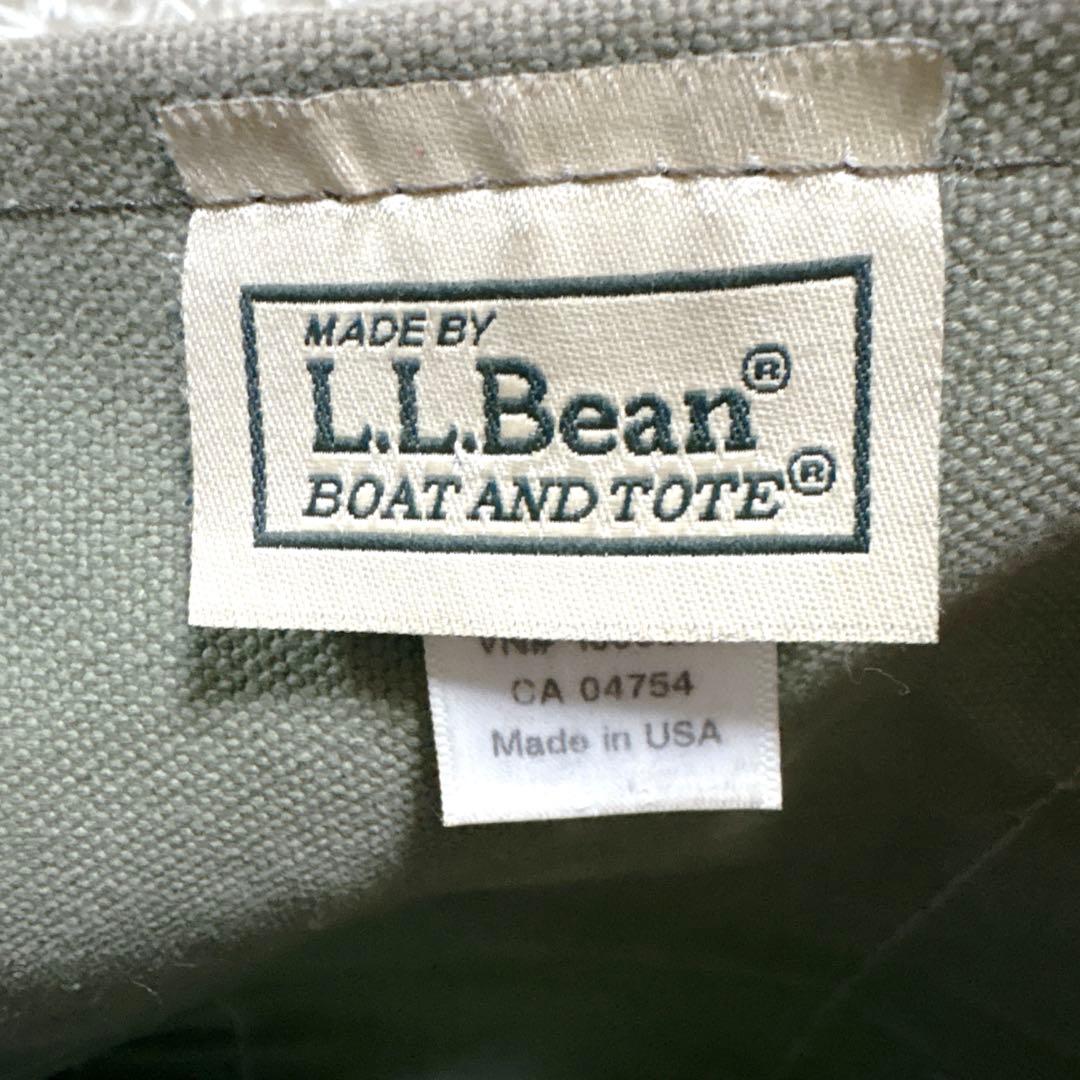 MADE BY
L.L.Bean®
BOAT AND TOTE®
CA 04754
Made in USA